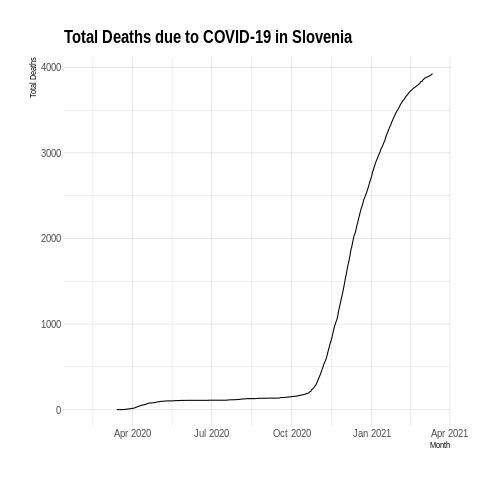 Total Deaths due to COVID-19 in Slovenia
Total Deaths
4000
3000
2000
1000
0
Apr 2020 Jul 2020 Oct 2020 Jan 2021 Apr 2021
Month